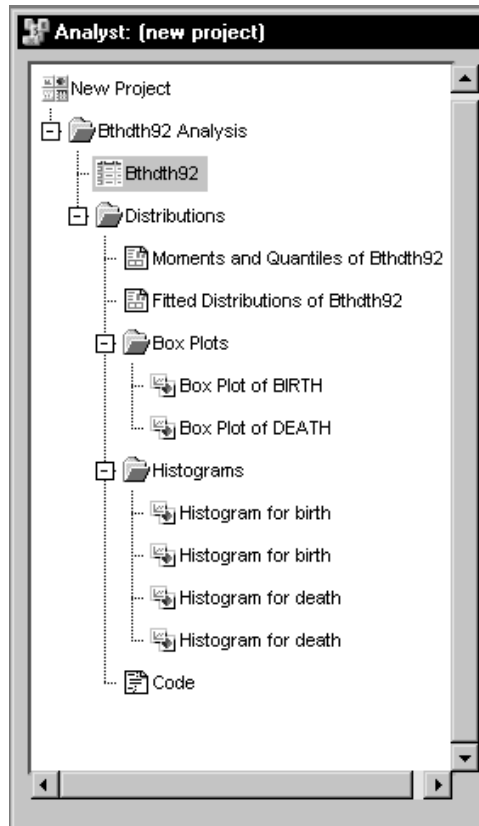 Analyst: (new project)
New Project
Bthdth92 Analysis
Bthdth92
Distributions
Moments and Quantiles of Bthdth92
Fitted Distributions of Bthdth92
Box Plots
Box Plot of BIRTH
Box Plot of DEATH
Histograms
Histogram for birth
Histogram for birth
Histogram for death
Histogram for death
Code